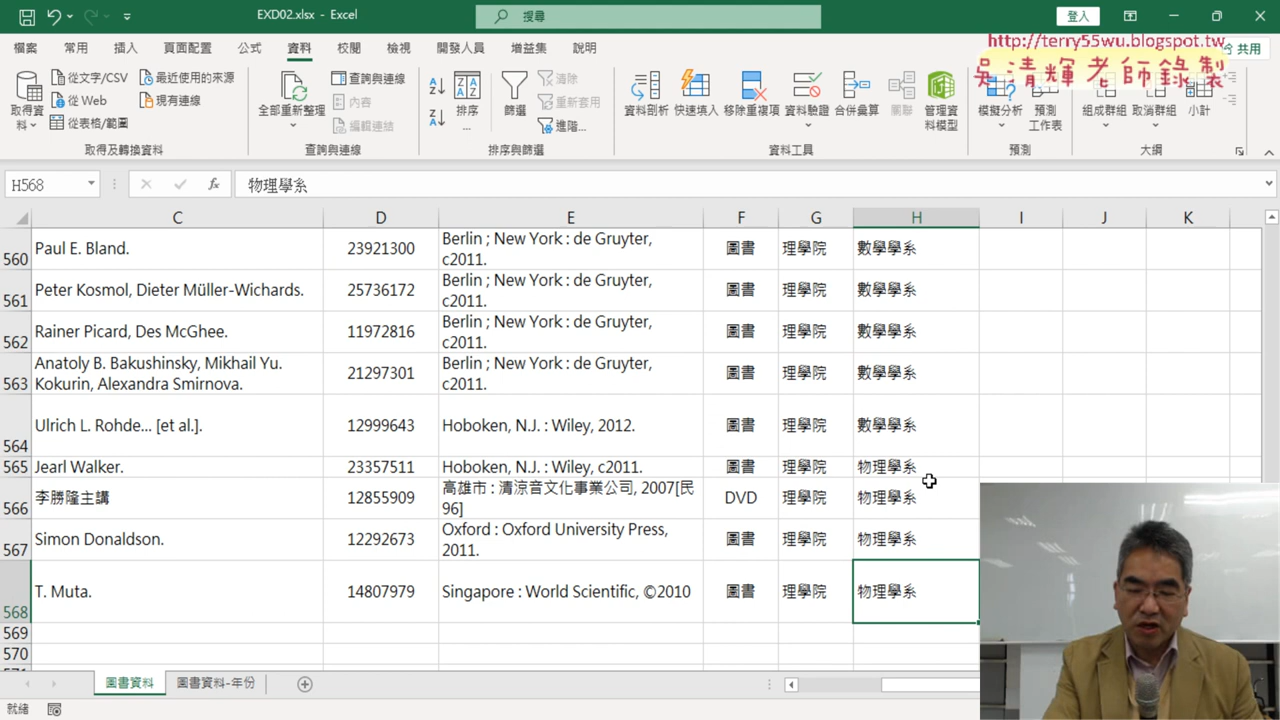 EXD02.xlsx - Excel
搜尋
登入
檔案 常用 插入 頁面配置 公式 資料 校閱 檢視 開發人員 增益集 說明
http://terry55wu.blogspot.tw
共用
吳清輝老師錄製
取得資料
從文字/CSV
從 Web
從表格/範圍
最近使用的來源
現有連線
取得及轉換資料
全部重新整理
查詢與連線
內容
編輯連結
查詢與連線
排序...
篩選
清除
重新套用
進階...
排序與篩選
資料剖析 快速填入 移除重複項 資料驗證 合併彙算 關聯 管理資料模型
資料工具
模擬分析 預測工作表
預測
組成群組 取消群組 小計
大綱
H568
fx
物理學系
C D E F G H I J K
560 Paul E. Bland. 23921300 Berlin ; New York : de Gruyter, c2011. 圖書 理學院 數學學系
561 Peter Kosmol, Dieter Müller-Wichards. 25736172 Berlin ; New York : de Gruyter, c2011. 圖書 理學院 數學學系
562 Rainer Picard, Des McGhee. 11972816 Berlin ; New York : de Gruyter, c2011. 圖書 理學院 數學學系
563 Anatoly B. Bakushinsky, Mikhail Yu. Kokurin, Alexandra Smirnova. 21297301 Berlin ; New York : de Gruyter, c2011. 圖書 理學院 數學學系
564 Ulrich L. Rohde... [et al.]. 12999643 Hoboken, N.J. : Wiley, 2012. 圖書 理學院 數學學系
565 Jearl Walker. 23357511 Hoboken, N.J. : Wiley, c2011. 圖書 理學院 物理學系
566 李勝隆主講 12855909 高雄市 : 清涼音文化事業公司, 2007[民96] DVD 理學院 物理學系
567 Simon Donaldson. 12292673 Oxford : Oxford University Press, 2011. 圖書 理學院 物理學系
568 T. Muta. 14807979 Singapore : World Scientific, ©2010 圖書 理學院 物理學系
569
570
圖書資料 圖書資料-年份
就緒